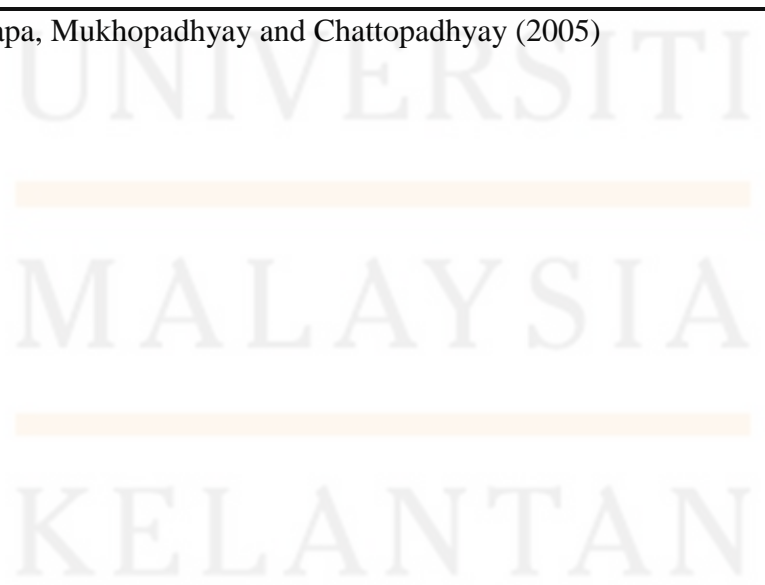 apa, Mukhopadhyay and Chattopadhyay (2005)
UNIVERSITI
MALAYSIA
KELANTAN